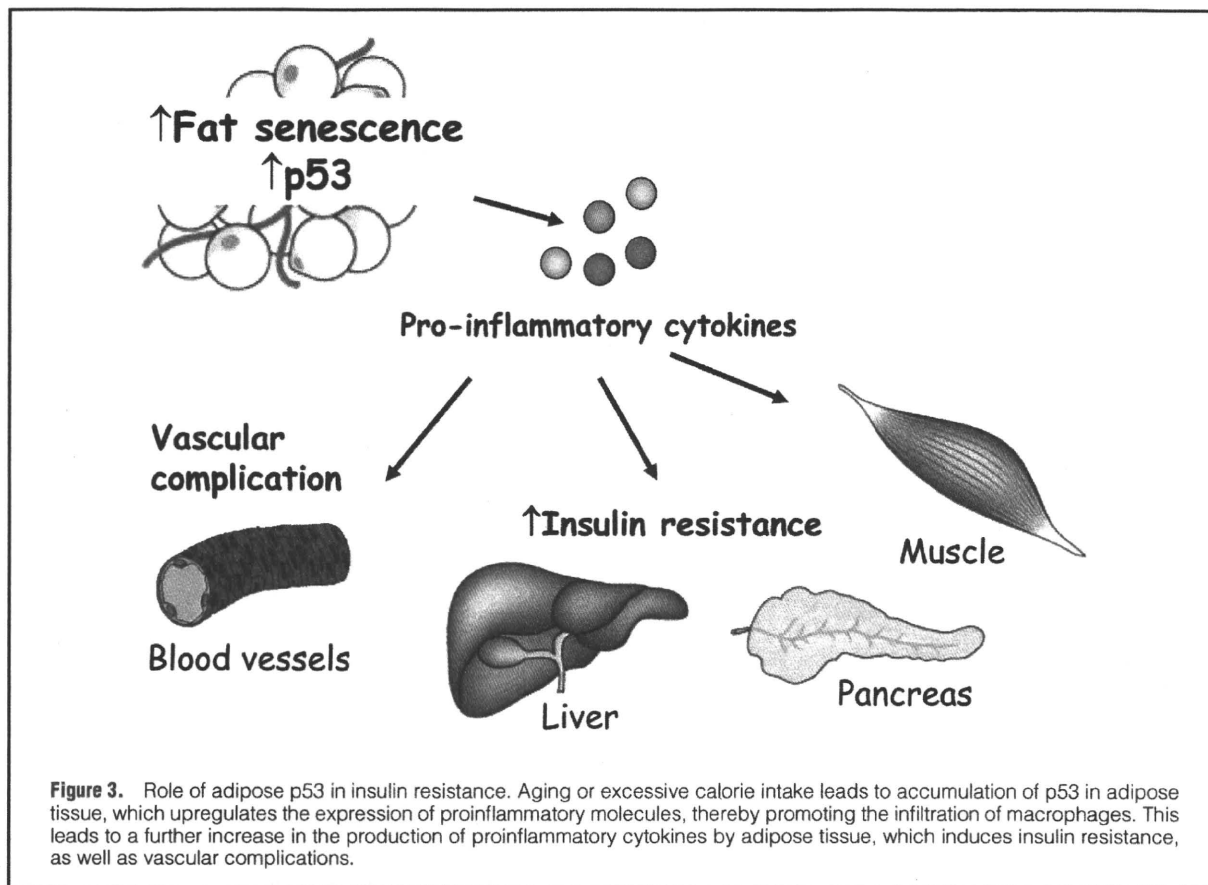 ↑Fat senescence
↑p53
Pro-inflammatory cytokines
Vascular
complication
↑Insulin resistance
Muscle
Blood vessels
Liver
Pancreas
Figure 3. Role of adipose p53 in insulin resistance. Aging or excessive calorie intake leads to accumulation of p53 in adipose
tissue, which upregulates the expression of proinflammatory molecules, thereby promoting the infiltration of macrophages. This
leads to a further increase in the production of proinflammatory cytokines by adipose tissue, which induces insulin resistance,
as well as vascular complications.